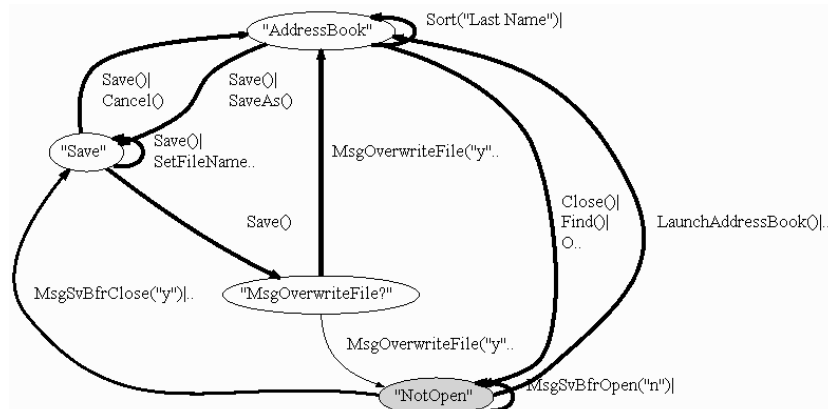 Sort("Last Name")|
"AddressBook"
Save()|
Cancel()
Save()|
SaveAs()
Save()|
SetFileName..
"Save"
MsgOverwriteFile("y"..
Close()|
Find()|
O..
Save()
LaunchAddressBook()|..
MsgSvBfrClose("y")|..
"MsgOverwriteFile?"
MsgOverwriteFile("y"..
MsgSvBfrOpen("n")|
"NotOpen"